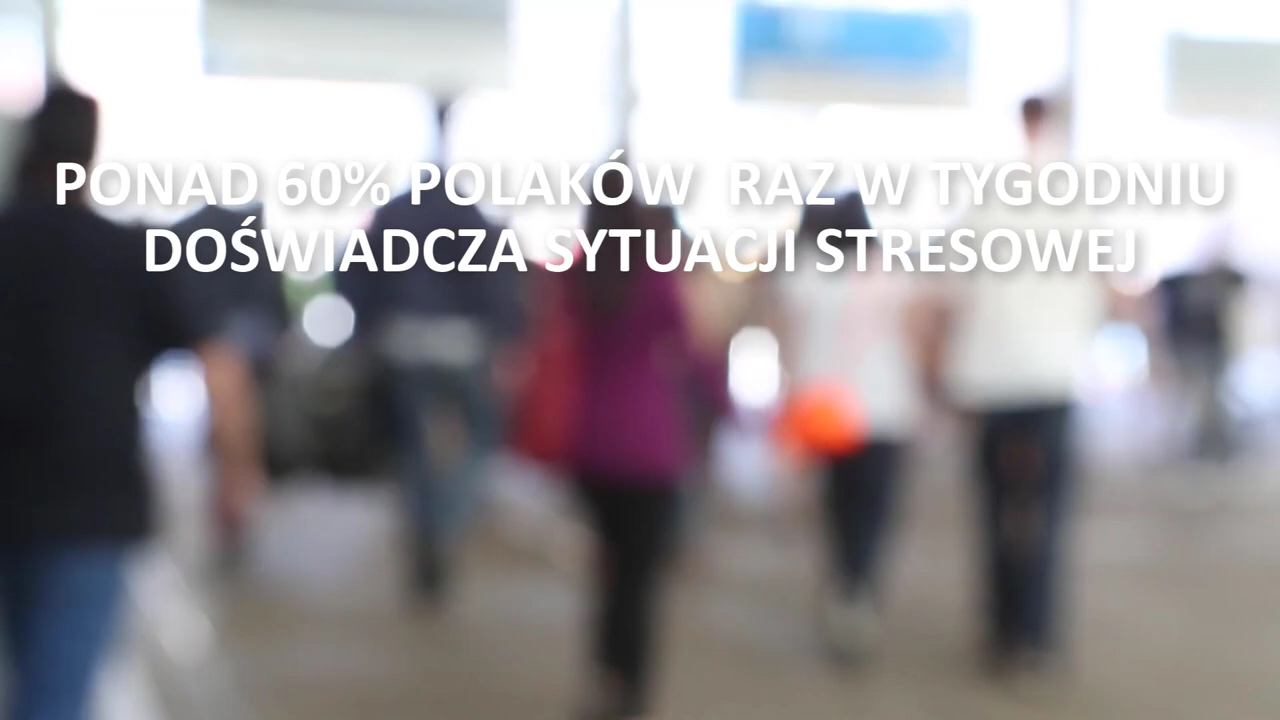 PONAD 60% POLAKÓW  RAZ W TYGODNIU
DOŚWIADCZA SYTUACJI STRESOWEJ